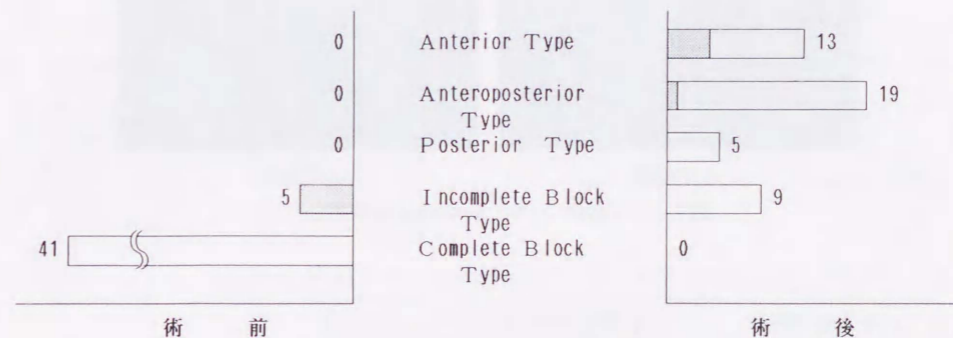 0 Anterior Type 13
0 Anteroposterior Type 19
0 Posterior Type 5
5 Incomplete Block Type 9
41 Complete Block Type 0
術 前 術 後